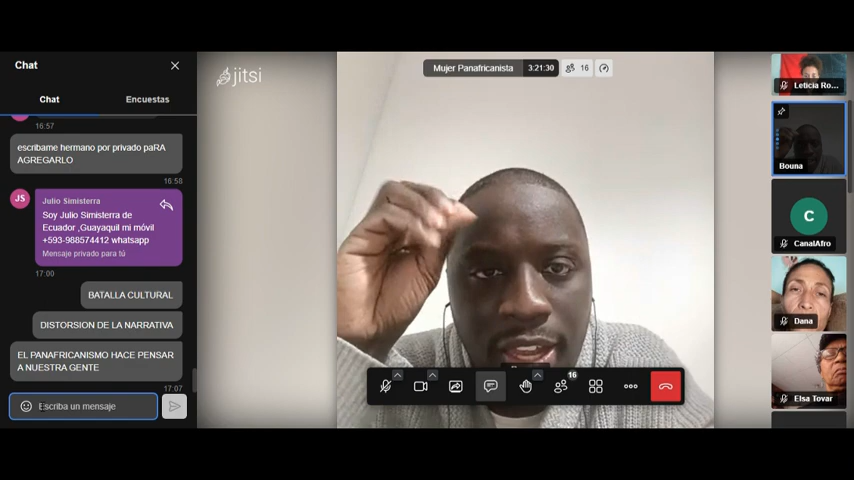 Chat
Chat
Encuestas
16:57
escribame hermano por privado paRA
AGREGARLO
16:58
JS
Julio Simisterra
Soy Julio Simisterra de
Ecuador ,Guayaquil mi móvil
+593-988574412 whatsapp
Mensaje privado para tú
17:00
BATALLA CULTURAL
DISTORSION DE LA NARRATIVA
EL PANAFRICANISMO HACE PENSAR
A NUESTRA GENTE
17:07
Escriba un mensaje
jitsi
Mujer Panafricanista
3:21:30
16
16
Leticia Ro...
Bouna
C
CanalAfro
Dana
Elsa Tovar